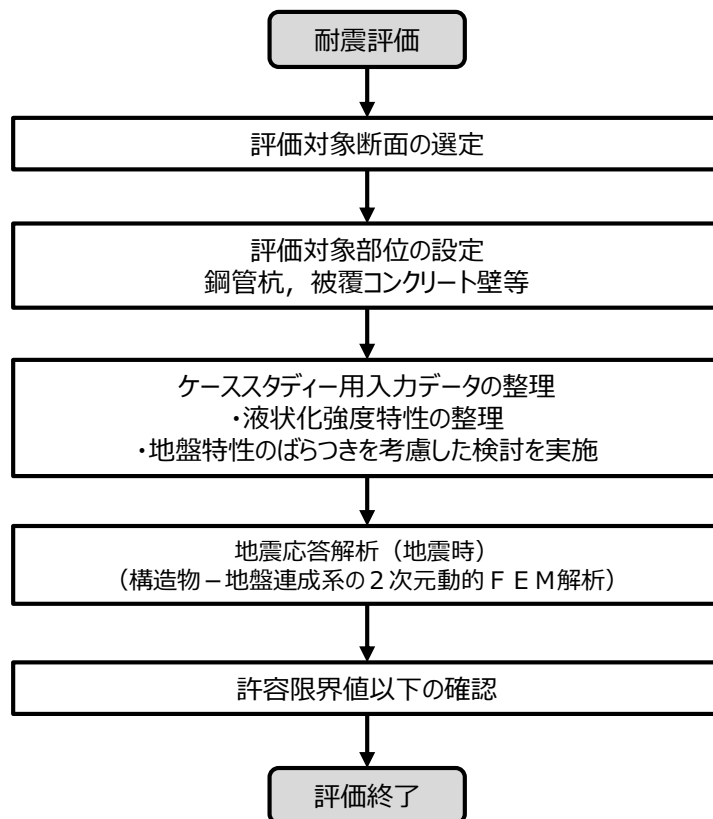 耐震評価
評価対象断面の選定
評価対象部位の設定
鋼管杭，被覆コンクリート壁等
ケーススタディー用入力データの整理
・液状化強度特性の整理
・地盤特性のばらつきを考慮した検討を実施
地震応答解析（地震時）
（構造物－地盤連成系の２次元動的ＦＥＭ解析）
許容限界値以下の確認
評価終了